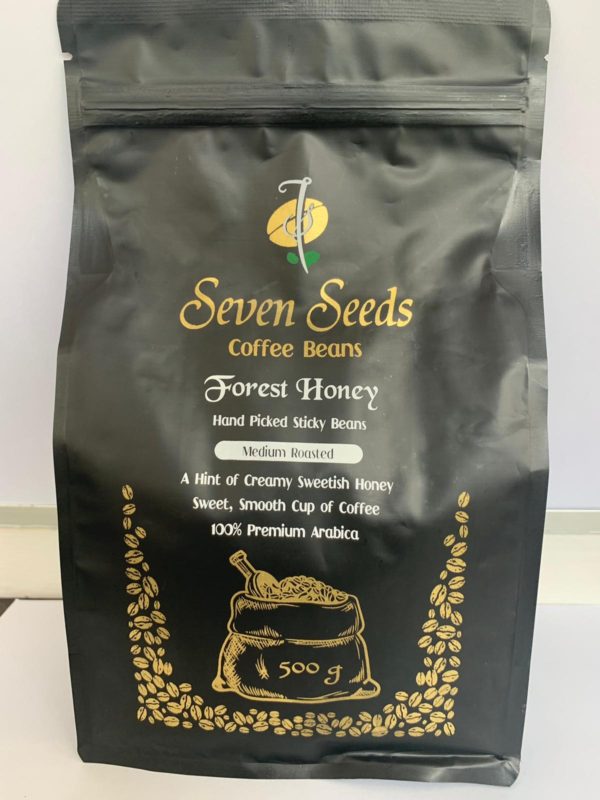 Seven Seeds
Coffee Beans
Forest Honey
Hand Picked Sticky Beans
Medium Roasted
A Hint of Creamy Sweetish Honey
Sweet, Smooth Cup of Coffee
100% Premium Arabica
500 g